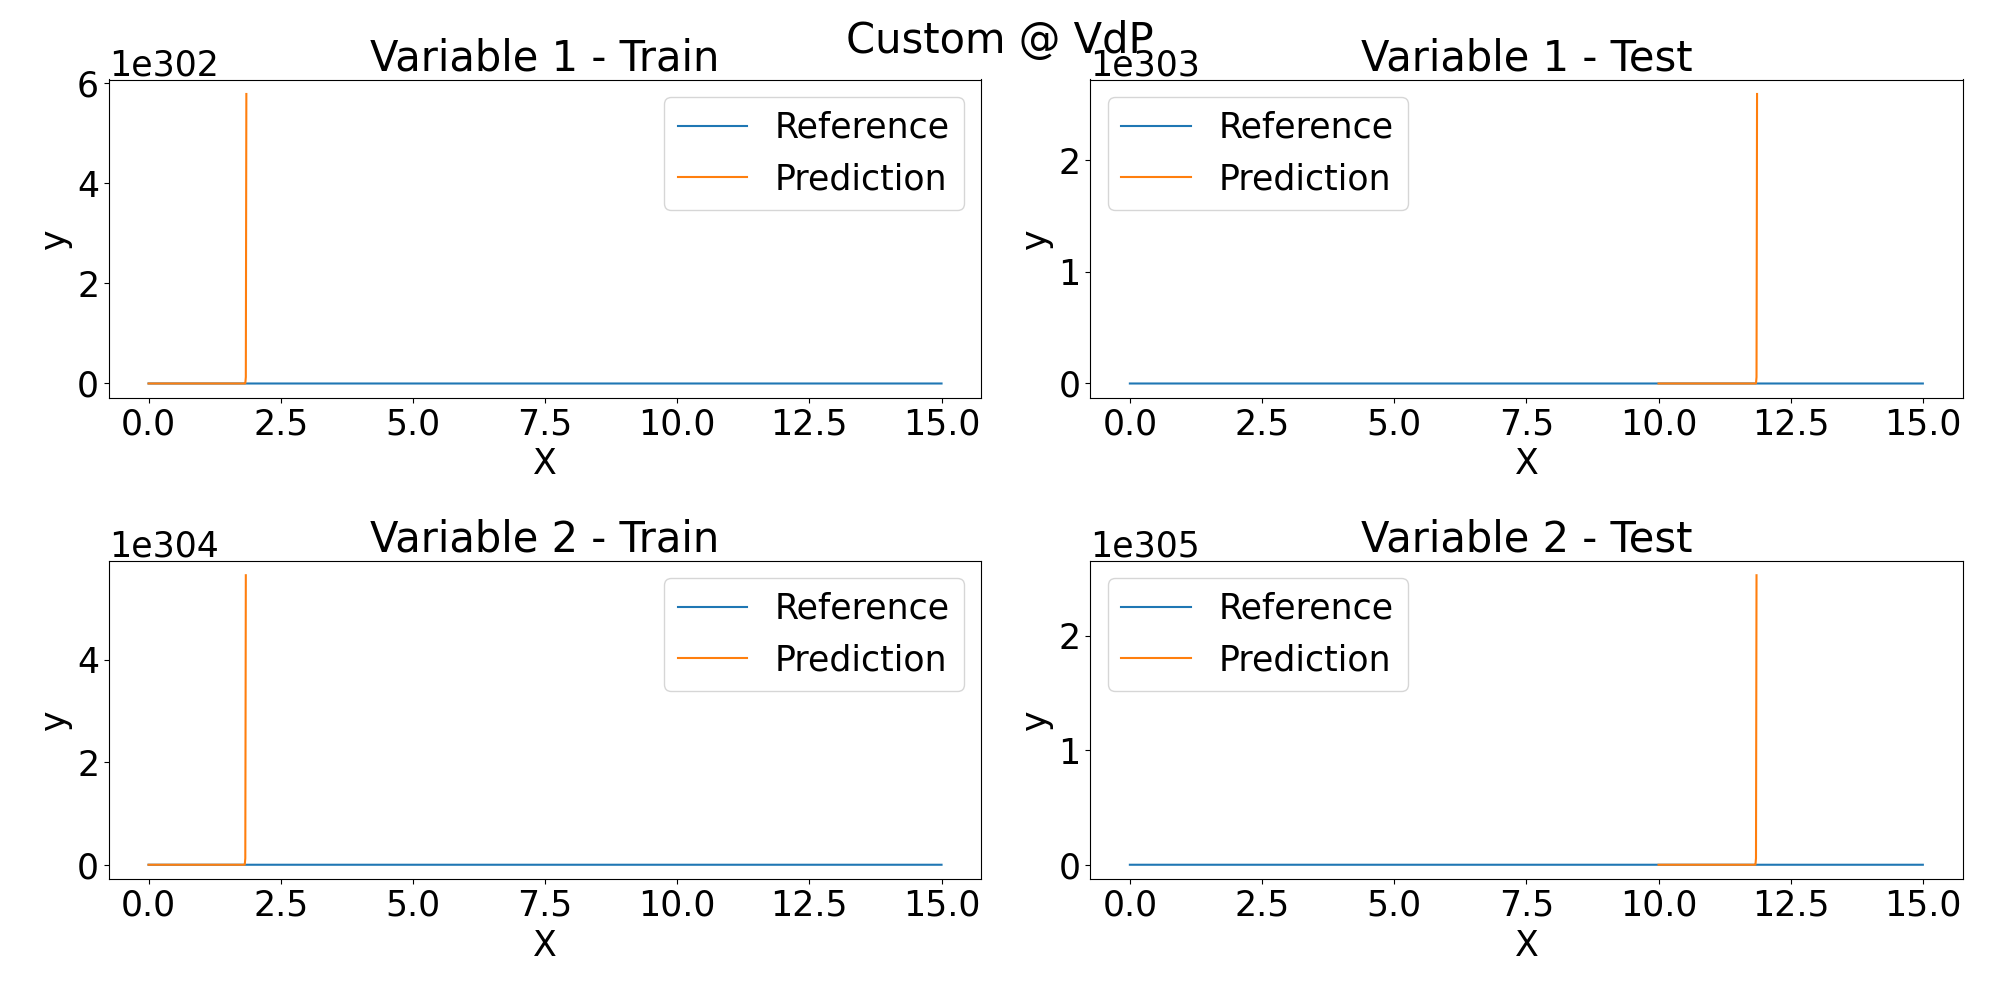 Custom @ VdP
Variable 1 - Train
1e302
6
4
2
0
y
Reference
Prediction
0.0 2.5 5.0 7.5 10.0 12.5 15.0
X
Variable 1 - Test
1e303
2
1
0
y
Reference
Prediction
0.0 2.5 5.0 7.5 10.0 12.5 15.0
X
Variable 2 - Train
1e304
4
2
0
y
Reference
Prediction
0.0 2.5 5.0 7.5 10.0 12.5 15.0
X
Variable 2 - Test
1e305
2
1
0
y
Reference
Prediction
0.0 2.5 5.0 7.5 10.0 12.5 15.0
X